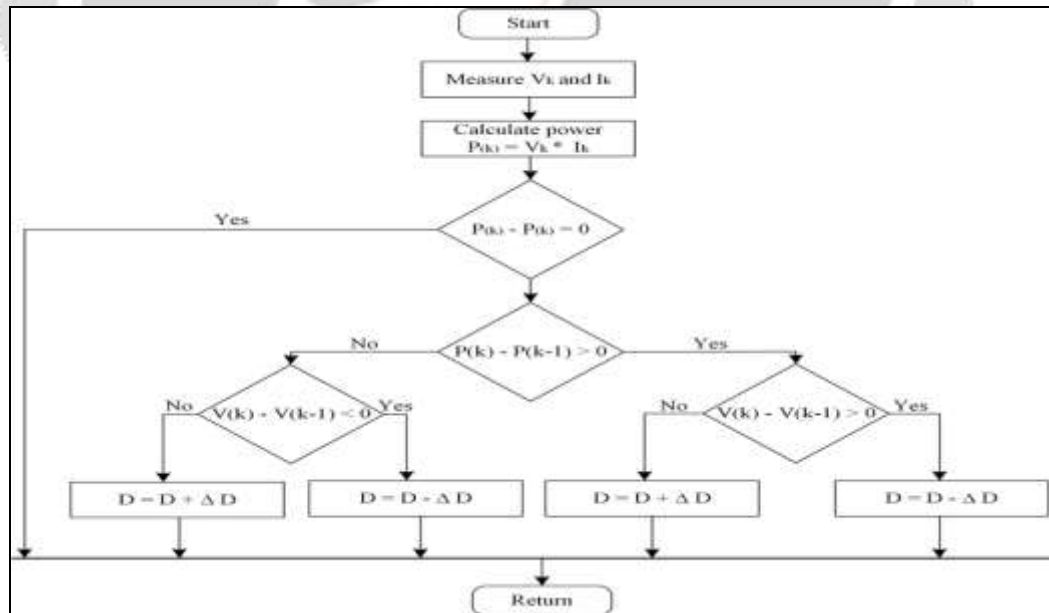 Start
Measure Vk and Ik
Calculate power
P(k) = Vk * Ik
Yes
P(k) - P(k) = 0
No
P(k) - P(k-1) > 0
Yes
No
V(k) - V(k-1) < 0
Yes
No
V(k) - V(k-1) > 0
Yes
D = D + Δ D
D = D - Δ D
D = D + Δ D
D = D - Δ D
Return